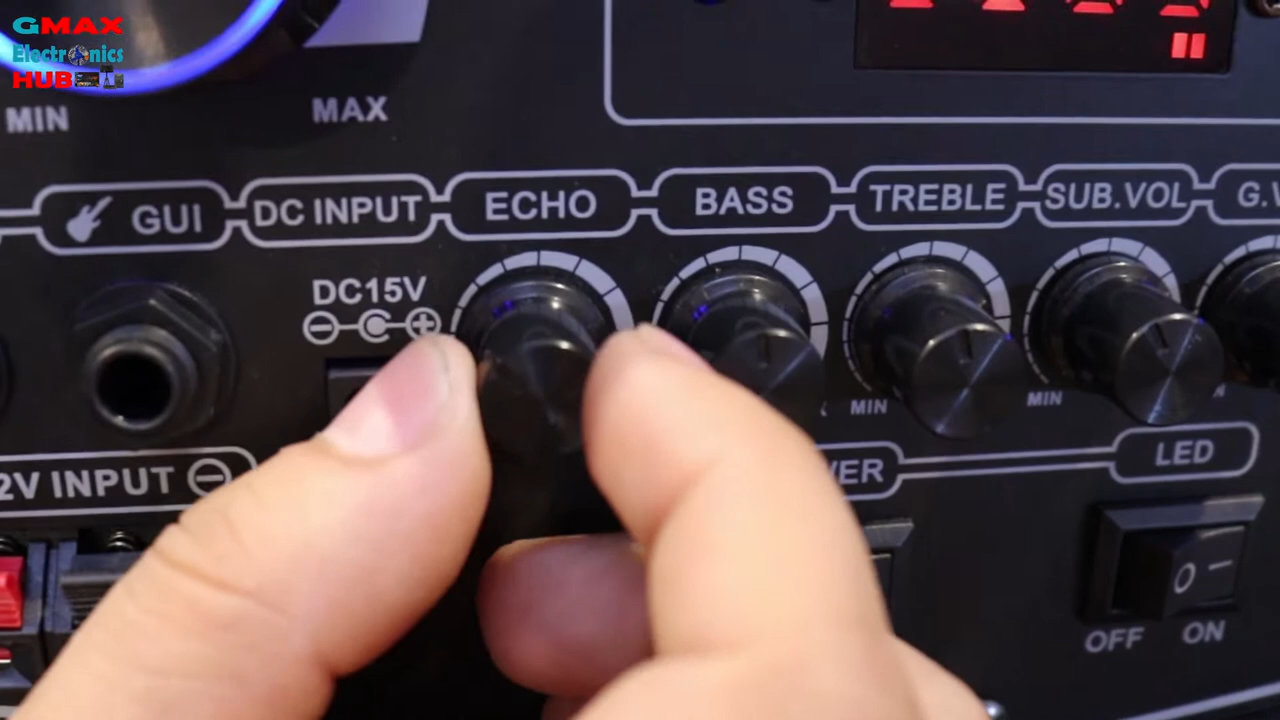 GMAX
Electronics
HUB
MIN
MAX
GUI
DC INPUT
ECHO
BASS
TREBLE
SUB.VOL
DC15V
MIN
MIN
INPUT
LED
OFF
ON